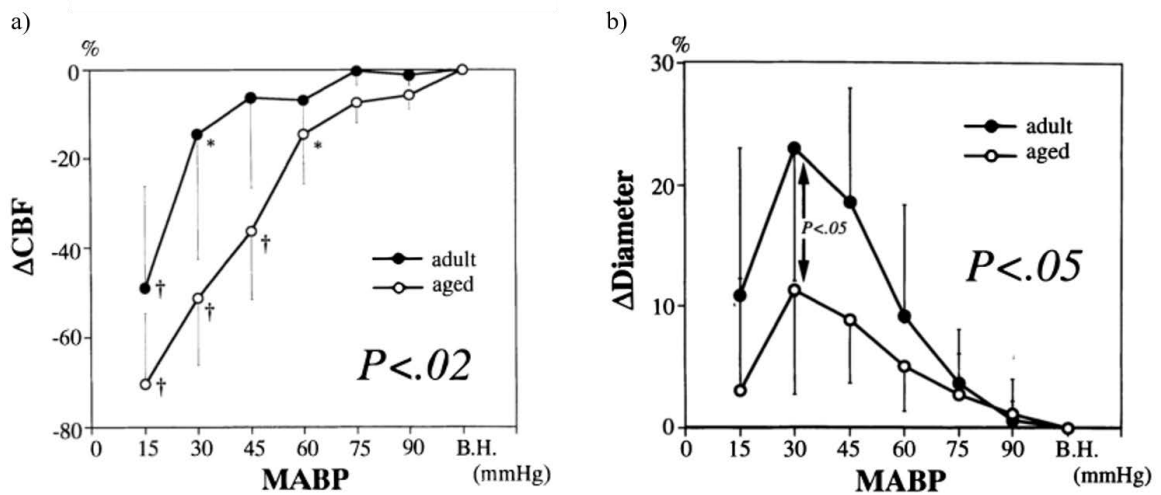 a)
%
0
-20
-40
-60
-80
ΔCBF
*
*
†
†
†
†
adult
aged
P<.02
0 15 30 45 60 75 90 B.H.
MABP (mmHg)
b)
%
30
20
10
0
ΔDiameter
adult
aged
P<.05
P<.05
0 15 30 45 60 75 90 B.H.
MABP (mmHg)